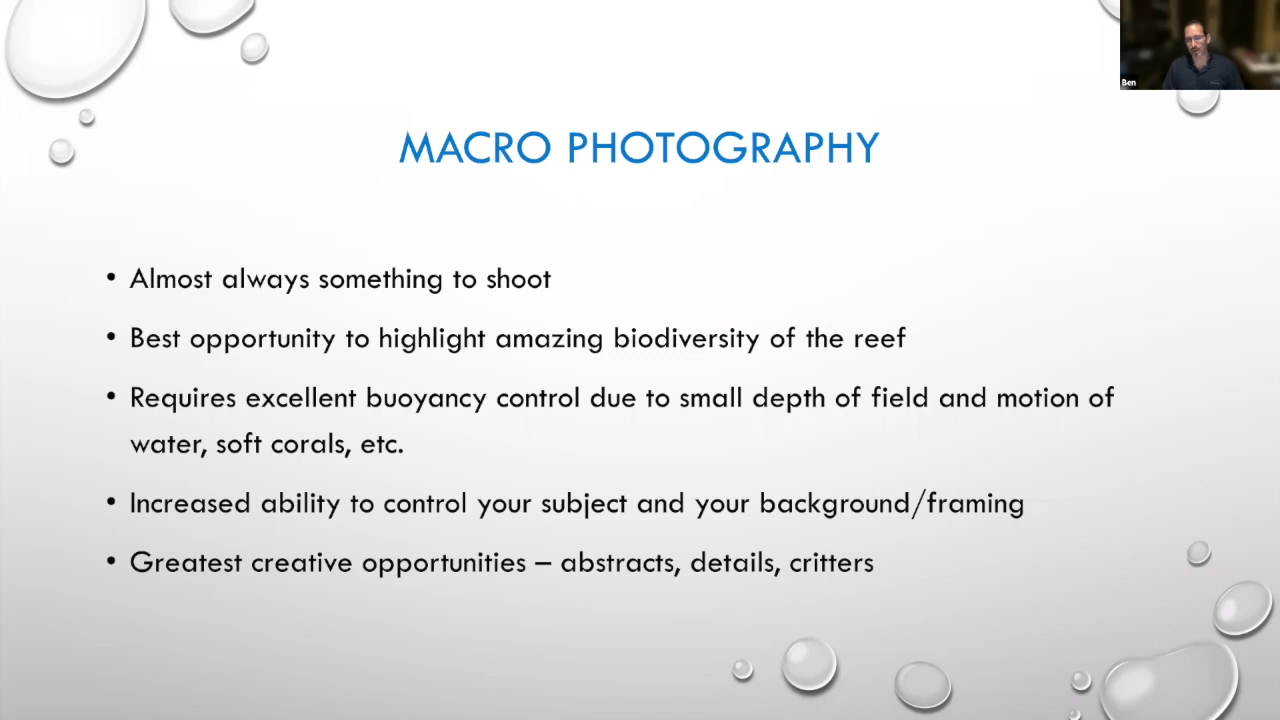 Ben
MACRO PHOTOGRAPHY
• Almost always something to shoot
• Best opportunity to highlight amazing biodiversity of the reef
• Requires excellent buoyancy control due to small depth of field and motion of
water, soft corals, etc.
• Increased ability to control your subject and your background/framing
• Greatest creative opportunities – abstracts, details, critters